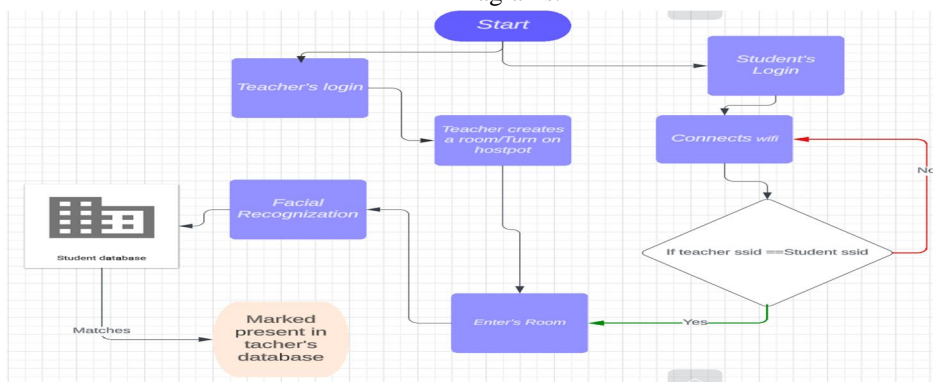 Start
Teacher's login
Student's
Login
Teacher creates
a room/Turn on
hostpot
Connects wifi
Facial
Recognization
Student database
If teacher ssid ==Student ssid
Enter's Room
Yes
Matches
Marked
present in
tacher's
database